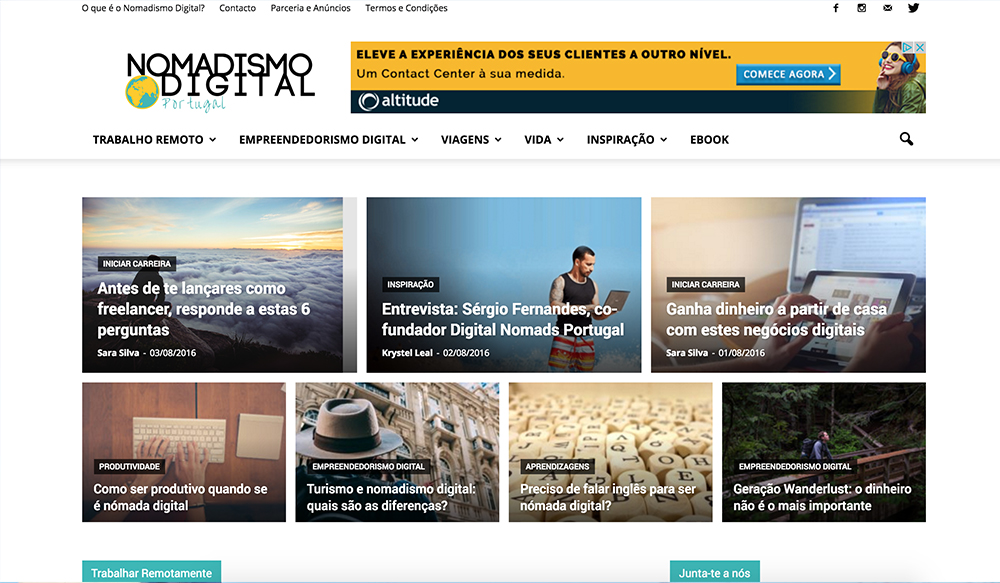 O que é o Nomadismo Digital? Contacto Parceria e Anúncios Termos e Condições
NOMADISMO
DIGITAL
Portugal
ELEVE A EXPERIÊNCIA DOS SEUS CLIENTES A OUTRO NÍVEL.
Um Contact Center à sua medida.
COMECE AGORA
altitude
TRABALHO REMOTO EMPREENDEDORISMO DIGITAL VIAGENS VIDA INSPIRAÇÃO EBOOK
INICIAR CARREIRA
Antes de te lançares como
freelancer, responde a estas 6
perguntas
Sara Silva - 03/08/2016
INSPIRAÇÃO
Entrevista: Sérgio Fernandes, co-
fundador Digital Nomads Portugal
Krystel Leal - 02/08/2016
INICIAR CARREIRA
Ganha dinheiro a partir de casa
com estes negócios digitais
Sara Silva - 01/08/2016
PRODUTIVIDADE
Como ser produtivo quando se
é nómada digital
EMPREENDEDORISMO DIGITAL
Turismo e nomadismo digital:
quais são as diferenças?
APRENDIZAGENS
Preciso de falar inglês para ser
nómada digital?
EMPREENDEDORISMO DIGITAL
Geração Wanderlust: o dinheiro
não é o mais importante
Trabalhar Remotamente
Junta-te a nós